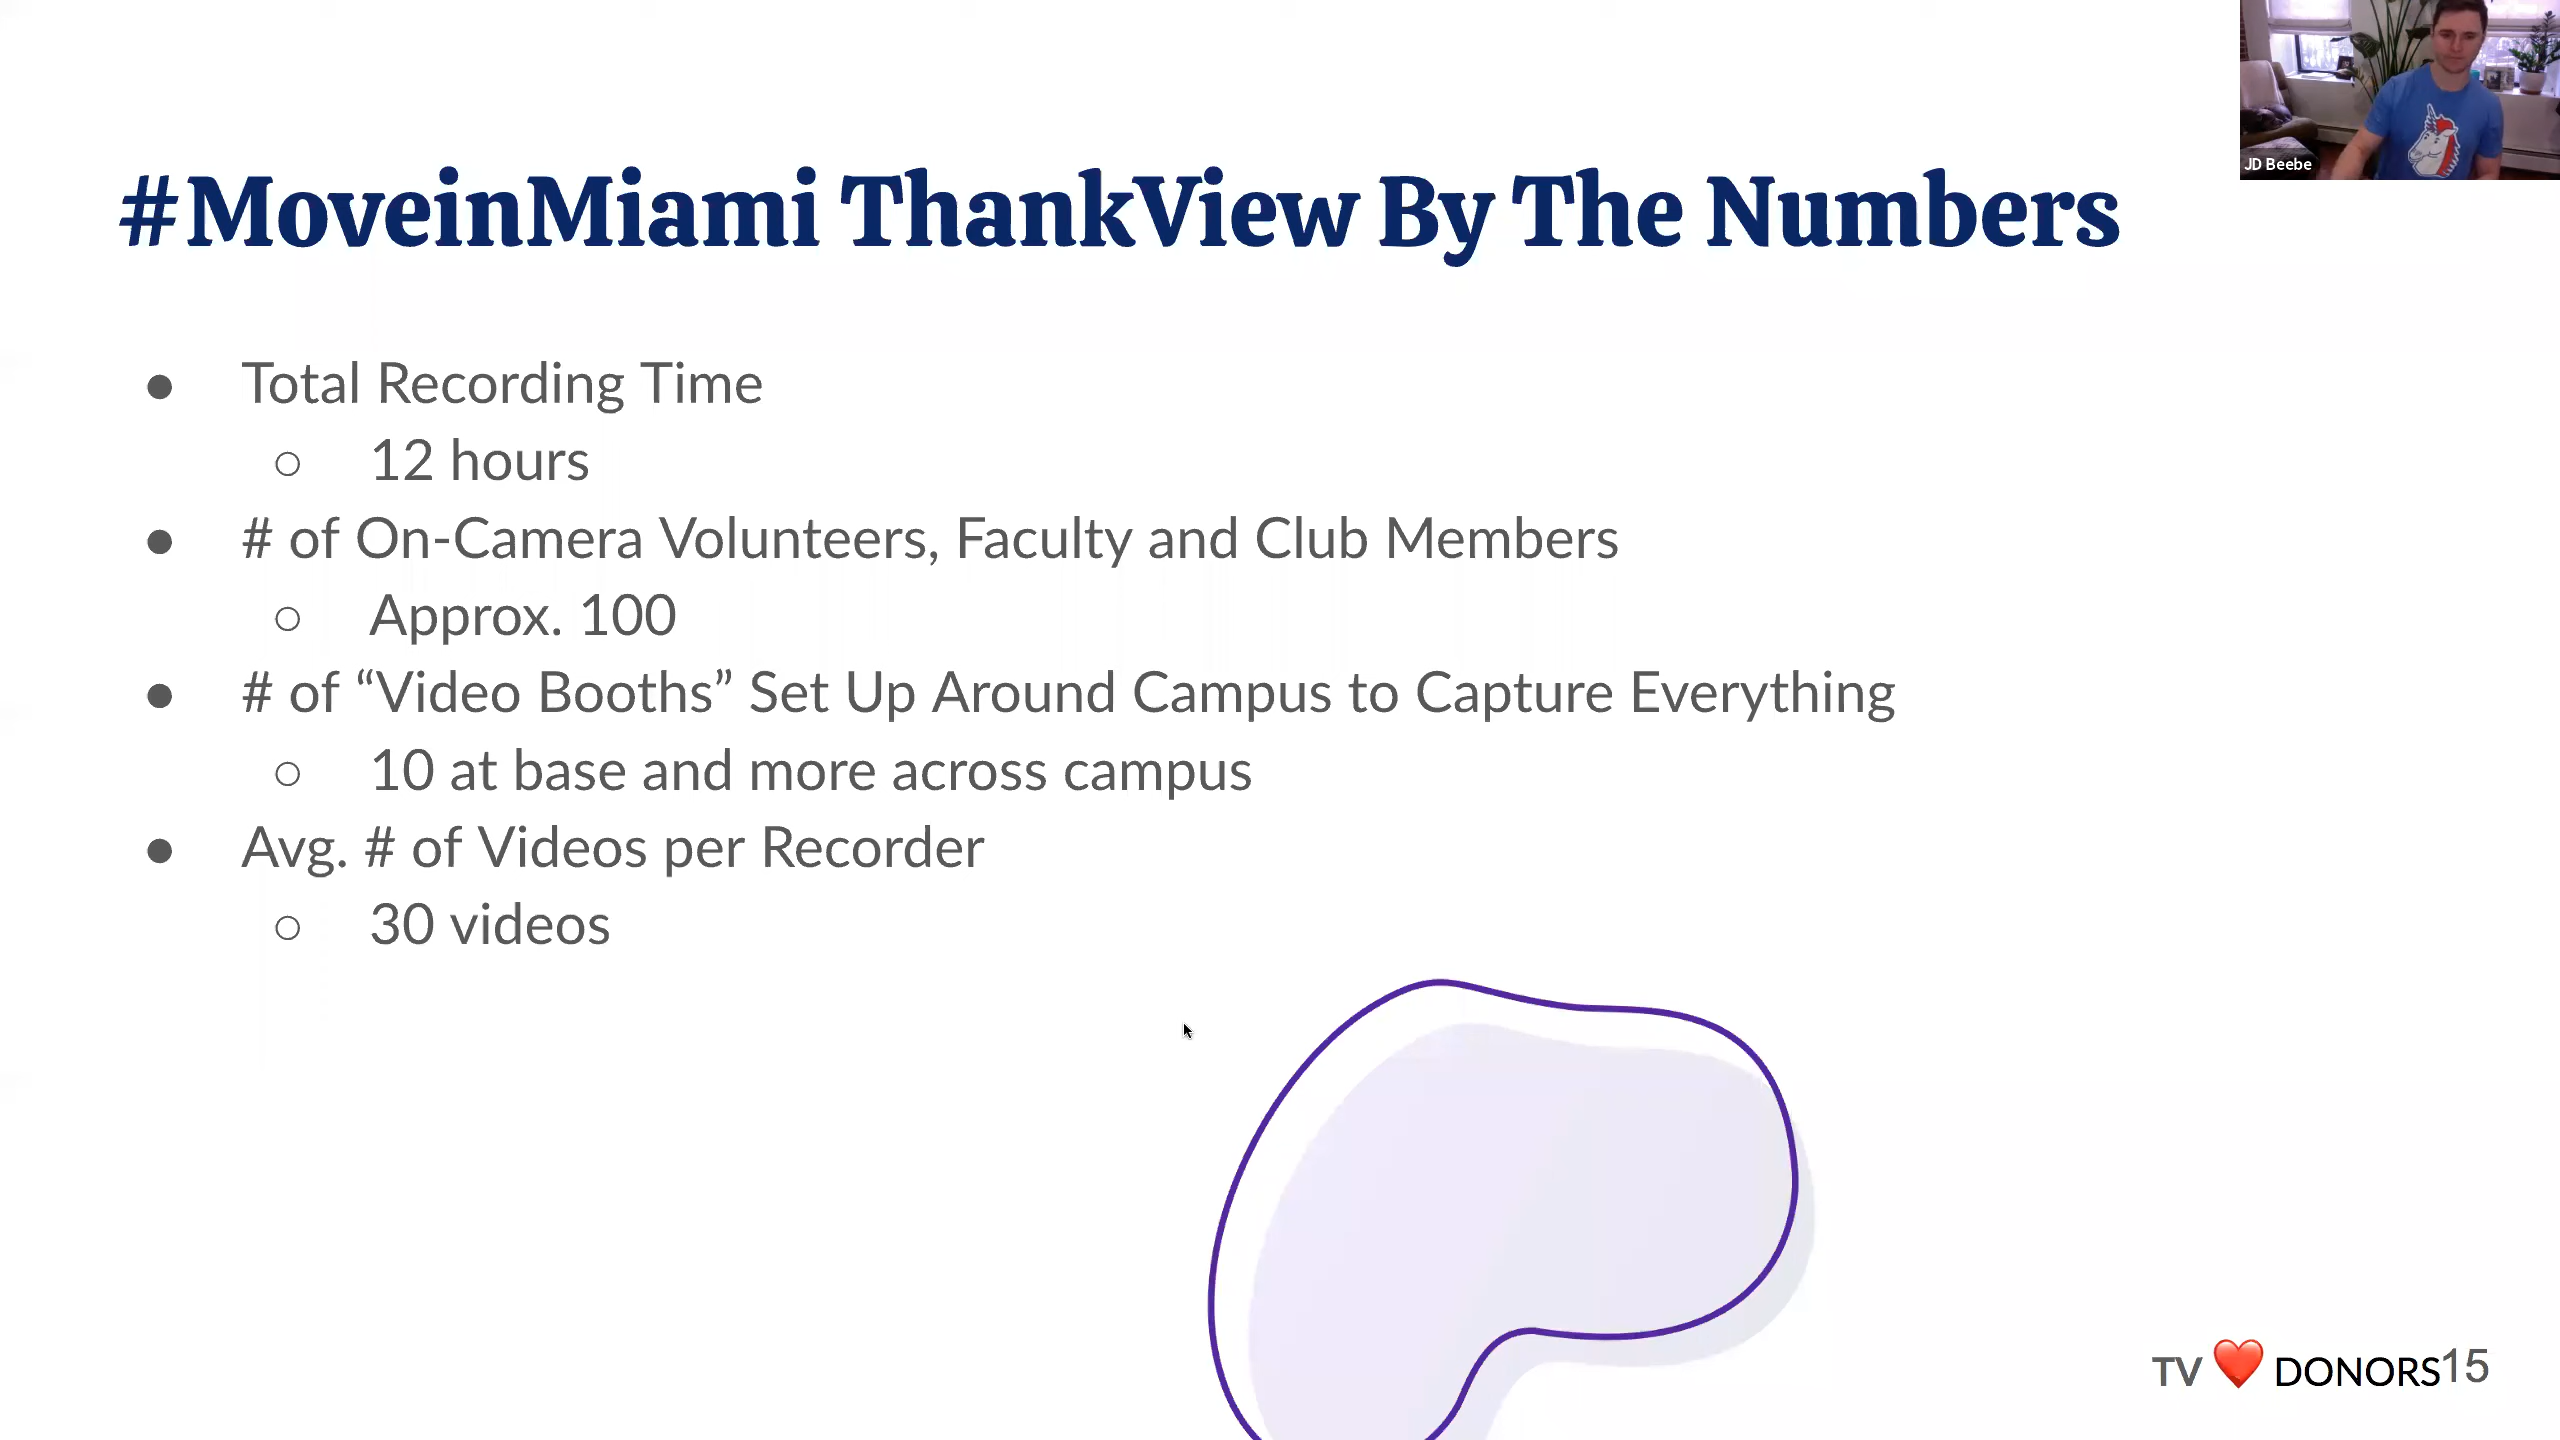 JD Beebe
#MoveinMiami ThankView By The Numbers
● Total Recording Time
○ 12 hours
● # of On-Camera Volunteers, Faculty and Club Members
○ Approx. 100
● # of “Video Booths” Set Up Around Campus to Capture Everything
○ 10 at base and more across campus
● Avg. # of Videos per Recorder
○ 30 videos
TV ❤️ DONORS15